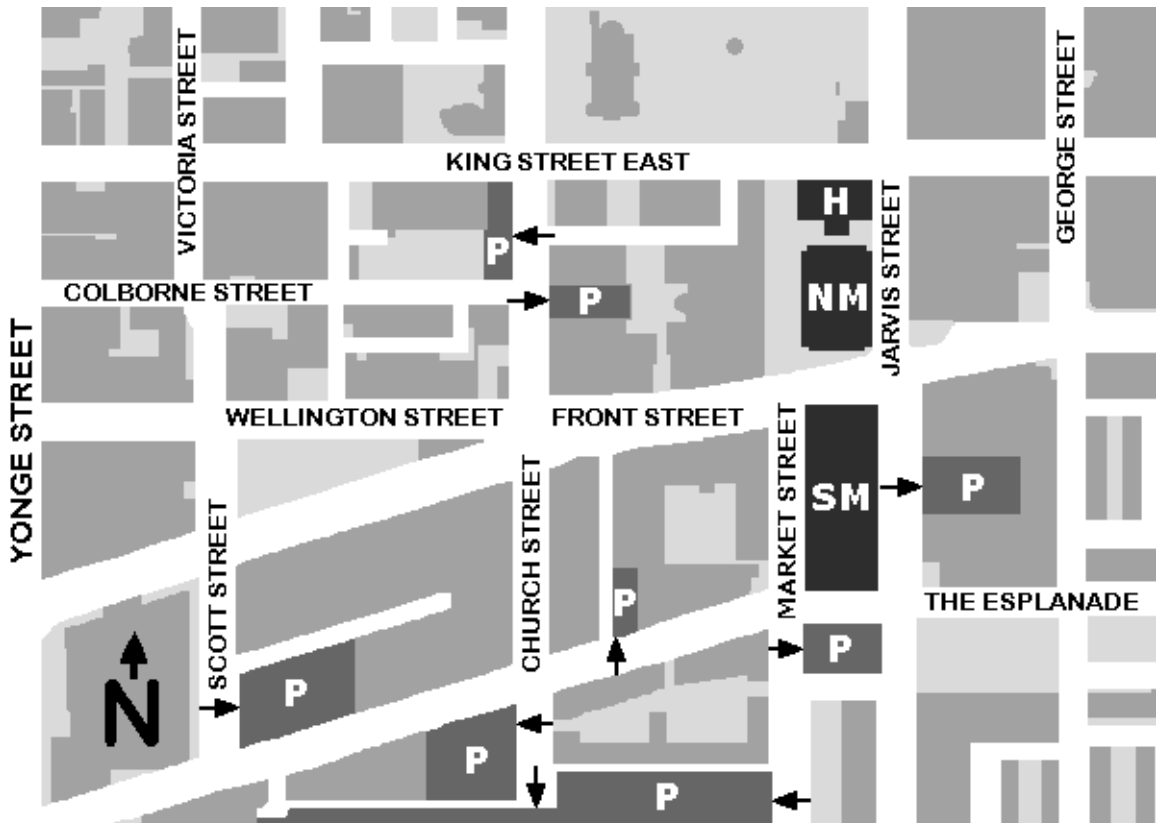 VICTORIA STREET
GEORGE STREET
KING STREET EAST
H
P
JARVIS STREET
COLBORNE STREET
P
NM
YONGE STREET
WELLINGTON STREET
FRONT STREET
MARKET STREET
SM
P
SCOTT STREET
CHURCH STREET
P
THE ESPLANADE
P
P
N
P
P